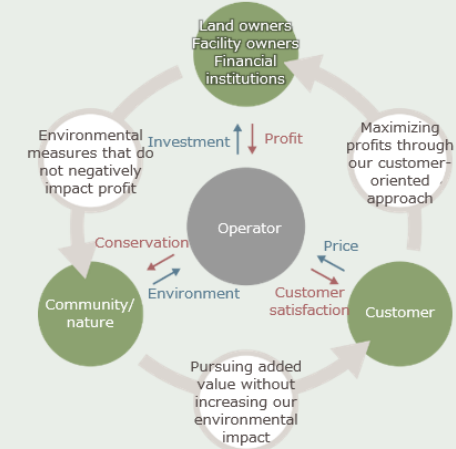 Land owners
Facility owners
Financial
institutions
Environmental
measures that do
not negatively
impact profit
Investment
Profit
Maximizing
profits through
our customer-
oriented
approach
Operator
Conservation
Environment
Price
Customer
satisfaction
Community/
nature
Customer
Pursuing added
value without
increasing our
environmental
impact